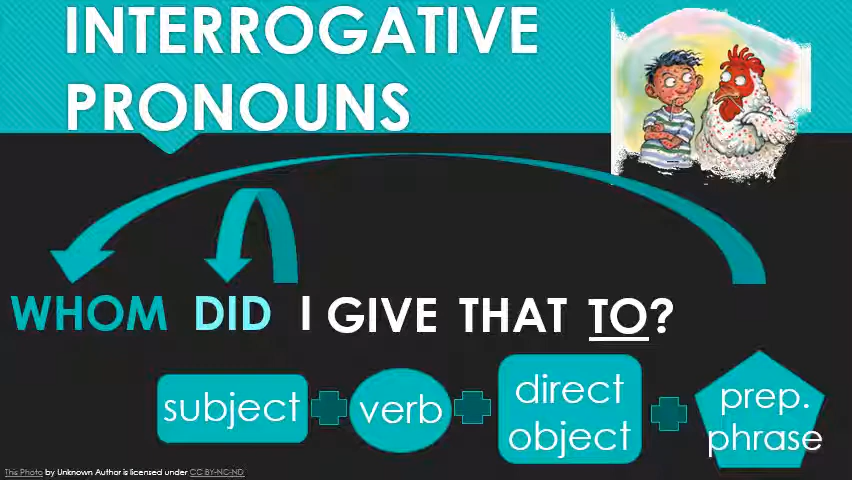 INTERROGATIVE
PRONOUNS
WHOM DID I GIVE THAT TO?
subject
verb
direct
object
prep.
phrase
This Photo by Unknown Author is licensed under CC BY-NC-ND